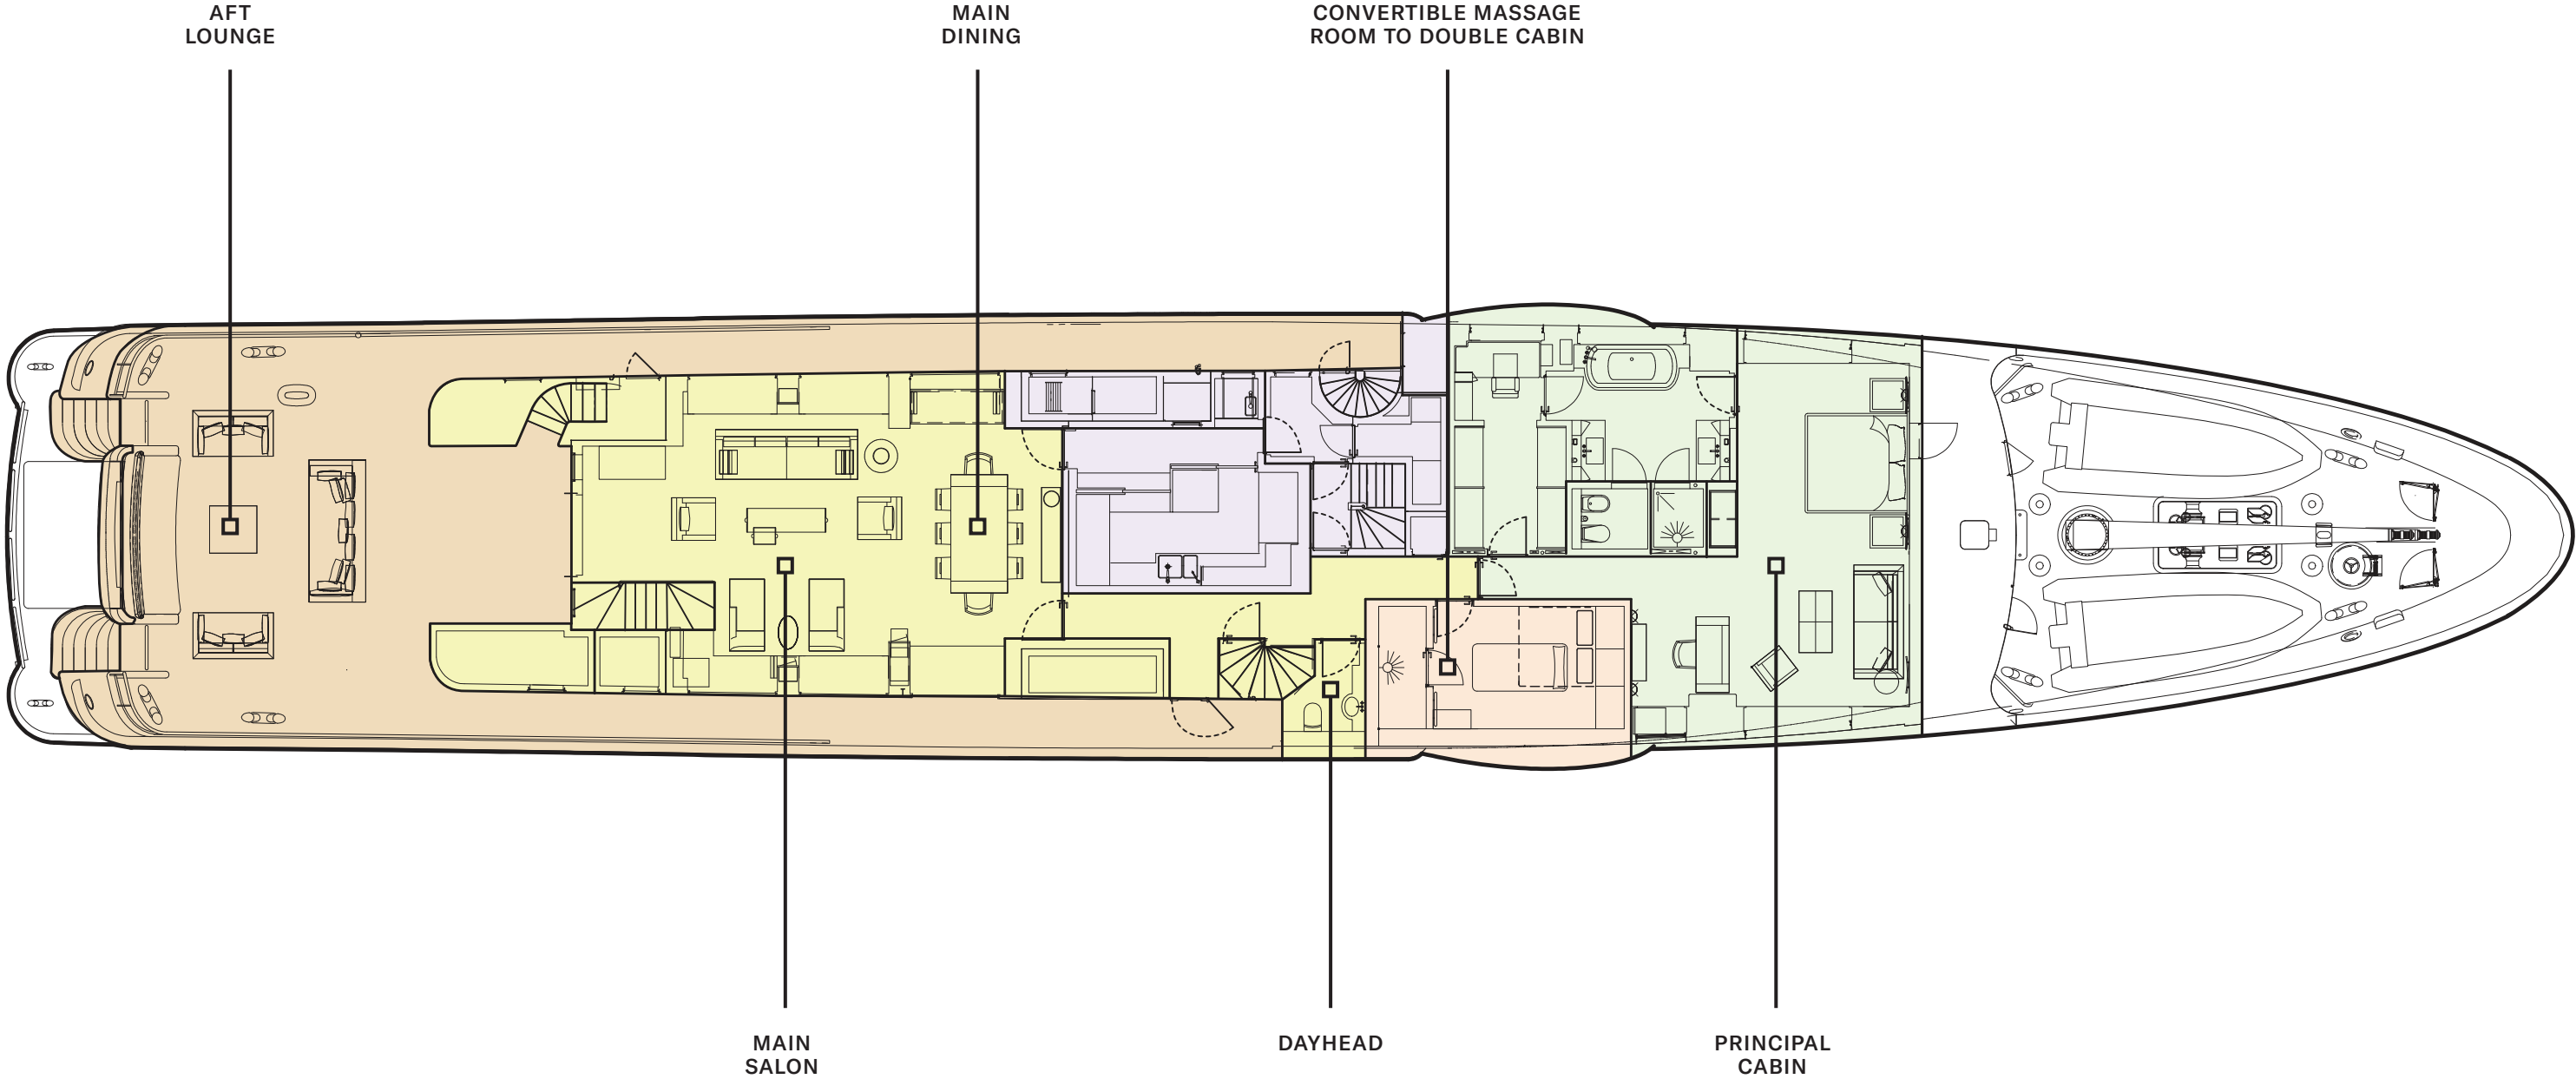 AFT
LOUNGE
MAIN
DINING
CONVERTIBLE MASSAGE
ROOM TO DOUBLE CABIN
MAIN
SALON
DAYHEAD
PRINCIPAL
CABIN